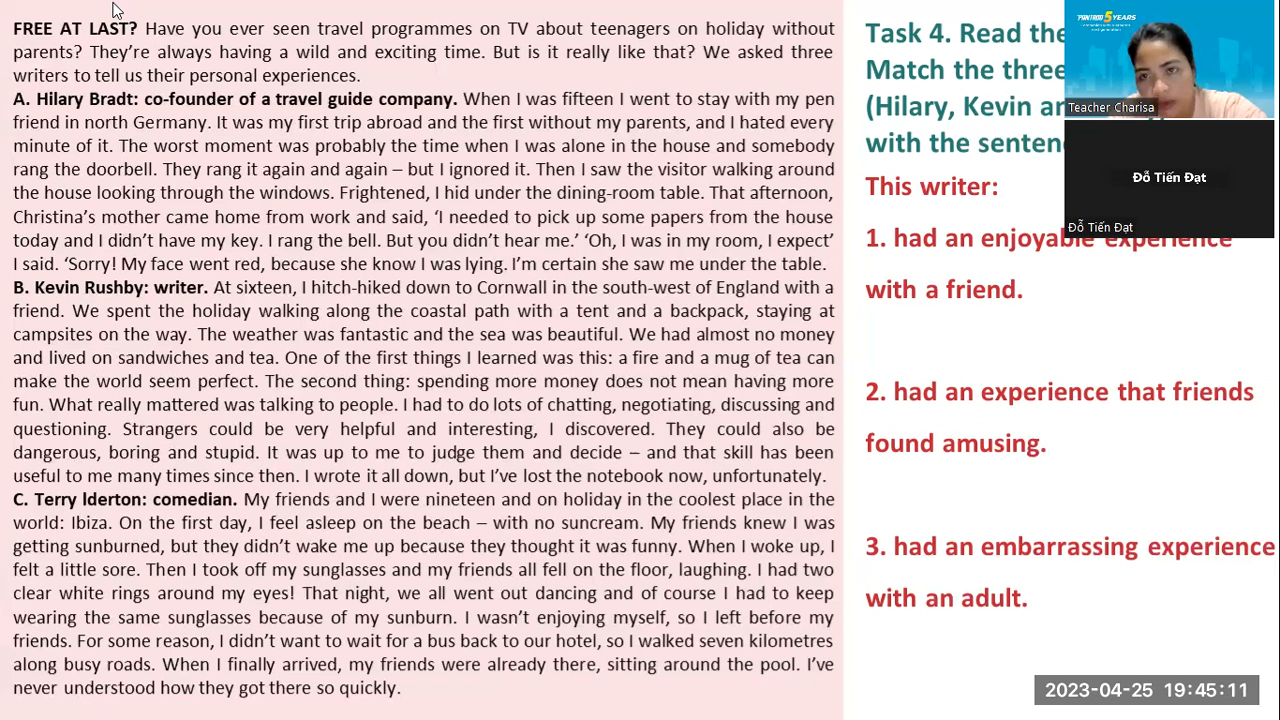 FREE AT LAST? Have you ever seen travel programmes on TV about teenagers on holiday without
parents? They're always having a wild and exciting time. But is it really like that? We asked three
writers to tell us their personal experiences.
A. Hilary Bradt: co-founder of a travel guide company. When I was fifteen I went to stay with my pen
friend in north Germany. It was my first trip abroad and the first without my parents, and I hated every
minute of it. The worst moment was probably the time when I was alone in the house and somebody
rang the doorbell. They rang it again and again – but I ignored it. Then I saw the visitor walking around
the house looking through the windows. Frightened, I hid under the dining-room table. That afternoon,
Christina's mother came home from work and said, 'I needed to pick up some papers from the house
today and I didn't have my key. I rang the bell. But you didn't hear me.' 'Oh, I was in my room, I expect'
I said. 'Sorry! My face went red, because she know I was lying. I'm certain she saw me under the table.
B. Kevin Rushby: writer. At sixteen, I hitch-hiked down to Cornwall in the south-west of England with a
friend. We spent the holiday walking along the coastal path with a tent and a backpack, staying at
campsites on the way. The weather was fantastic and the sea was beautiful. We had almost no money
and lived on sandwiches and tea. One of the first things I learned was this: a fire and a mug of tea can
make the world seem perfect. The second thing: spending more money does not mean having more
fun. What really mattered was talking to people. I had to do lots of chatting, negotiating, discussing and
questioning. Strangers could be very helpful and interesting, I discovered. They could also be
dangerous, boring and stupid. It was up to me to judge them and decide – and that skill has been
useful to me many times since then. I wrote it all down, but I've lost the notebook now, unfortunately.
C. Terry lderton: comedian. My friends and I were nineteen and on holiday in the coolest place in the
world: Ibiza. On the first day, I feel asleep on the beach – with no suncream. My friends knew I was
getting sunburned, but they didn't wake me up because they thought it was funny. When I woke up, I
felt a little sore. Then I took off my sunglasses and my friends all fell on the floor, laughing. I had two
clear white rings around my eyes! That night, we all went out dancing and of course I had to keep
wearing the same sunglasses because of my sunburn. I wasn't enjoying myself, so I left before my
friends. For some reason, I didn't want to wait for a bus back to our hotel, so I walked seven kilometres
along busy roads. When I finally arrived, my friends were already there, sitting around the pool. I've
never understood how they got there so quickly.
Task 4. Read the
Match the three
(Hilary, Kevin
with the
This writer:
1. had an enjoyable experience
with a friend.
2. had an experience that friends
found amusing.
3. had an embarrassing experience
with an adult.
5 YEARS
Teacher Charisa
Đỗ Tiến Đạt
Đỗ Tiến Đạt
2023-04-25 19:45:11